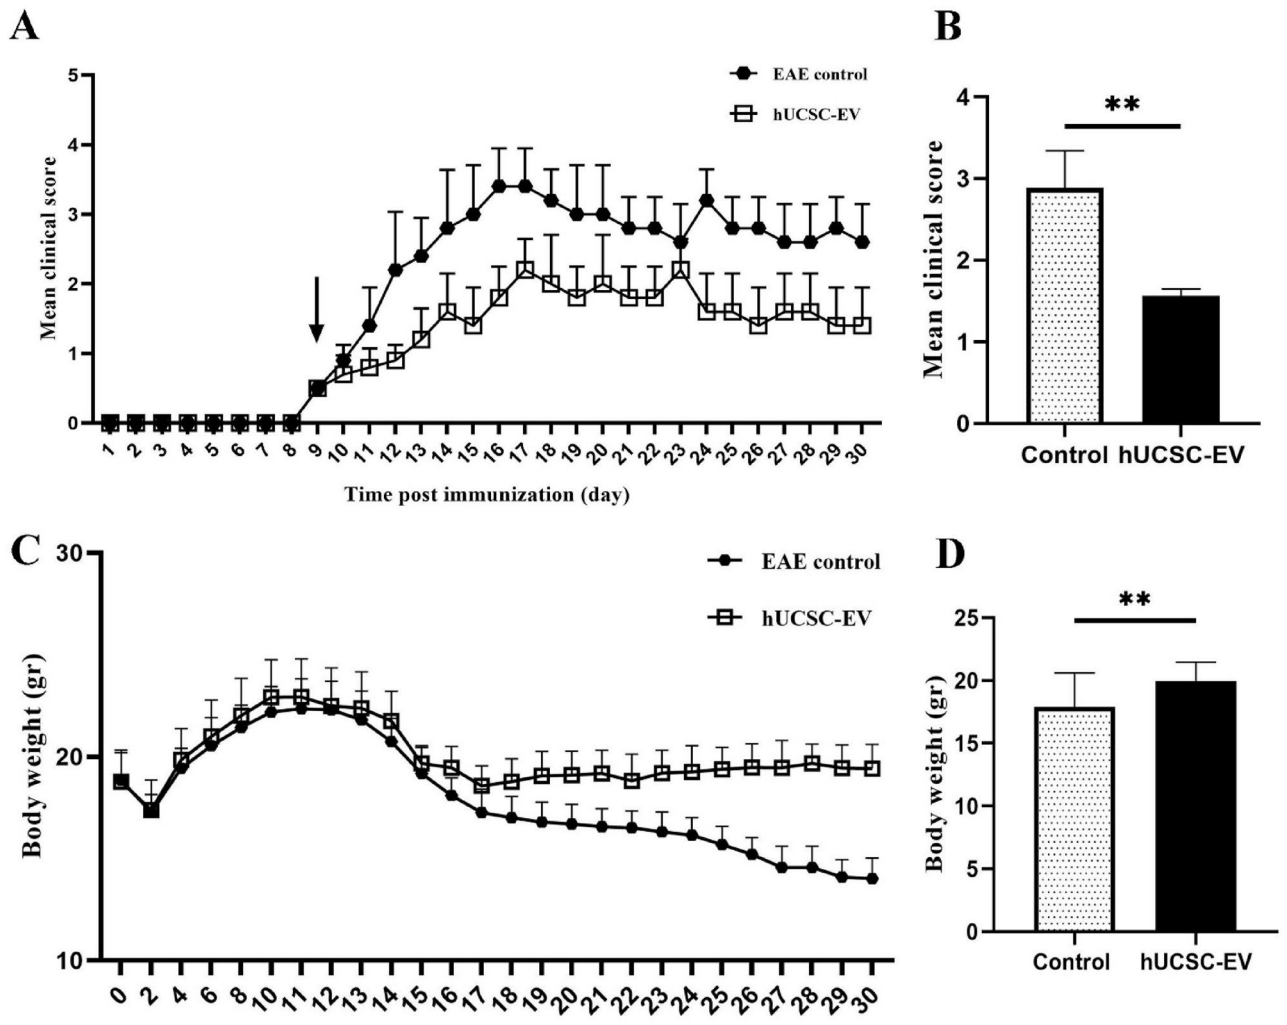 A
5
4
3
2
1
0
Mean clinical score
EAE control
hUCSC-EV
1 2 3 4 5 6 7 8 9 10 11 12 13 14 15 16 17 18 19 20 21 22 23 24 25 26 27 28 29 30
Time post immunization (day)
B
4
3
2
1
0
Mean clinical score
**
Control hUCSC-EV
C
30
20
10
Body weight (gr)
EAE control
hUCSC-EV
0 2 4 6 8 10 11 12 13 14 15 16 17 18 19 20 21 22 23 24 25 26 27 28 29 30
D
25
20
15
10
5
0
Body weight (gr)
**
Control hUCSC-EV